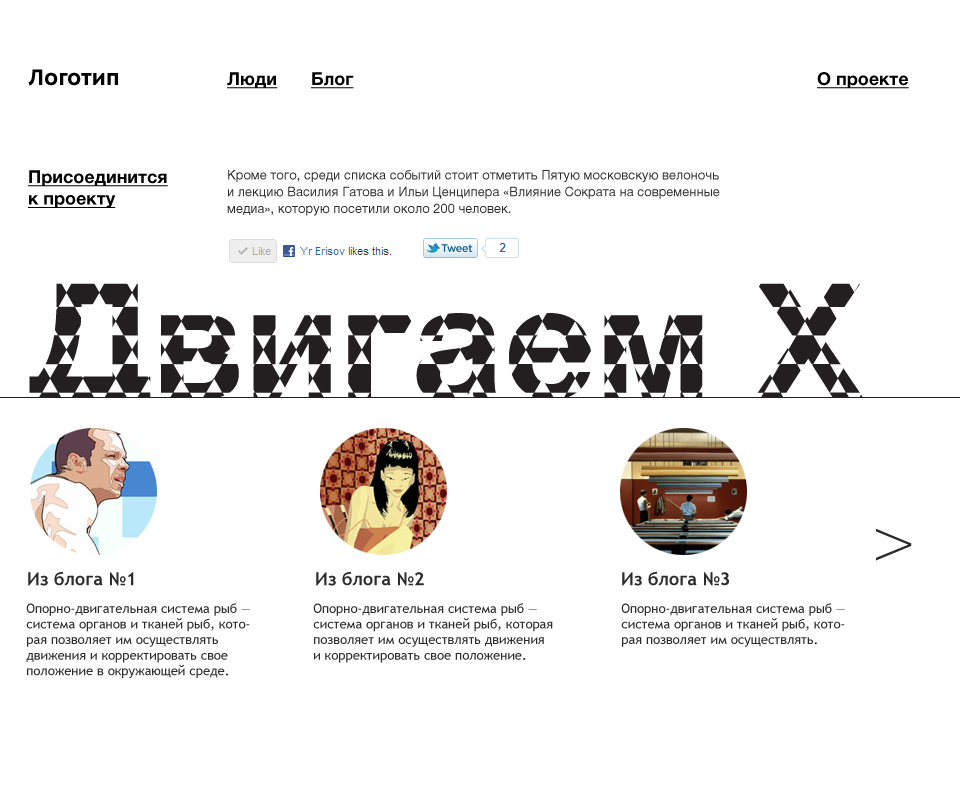 Логотип
Люди
Блог
О проекте
Присоединится
к проекту
Кроме того, среди списка событий стоит отметить Пятую московскую велоночь
и лекцию Василия Гатова и Ильи Ценципера «Влияние Сократа на современные
медиа», которую посетили около 200 человек.
Like
Yr Erisov likes this.
Tweet
2
Двигаем X
Из блога №1
Опорно-двигательная система рыб —
система органов и тканей рыб, кото-
рая позволяет им осуществлять
движения и корректировать свое
положение в окружающей среде.
Из блога №2
Опорно-двигательная система рыб —
система органов и тканей рыб, которая
позволяет им осуществлять движения
и корректировать свое положение.
Из блога №3
Опорно-двигательная система рыб —
система органов и тканей рыб, кото-
рая позволяет им осуществлять.
>